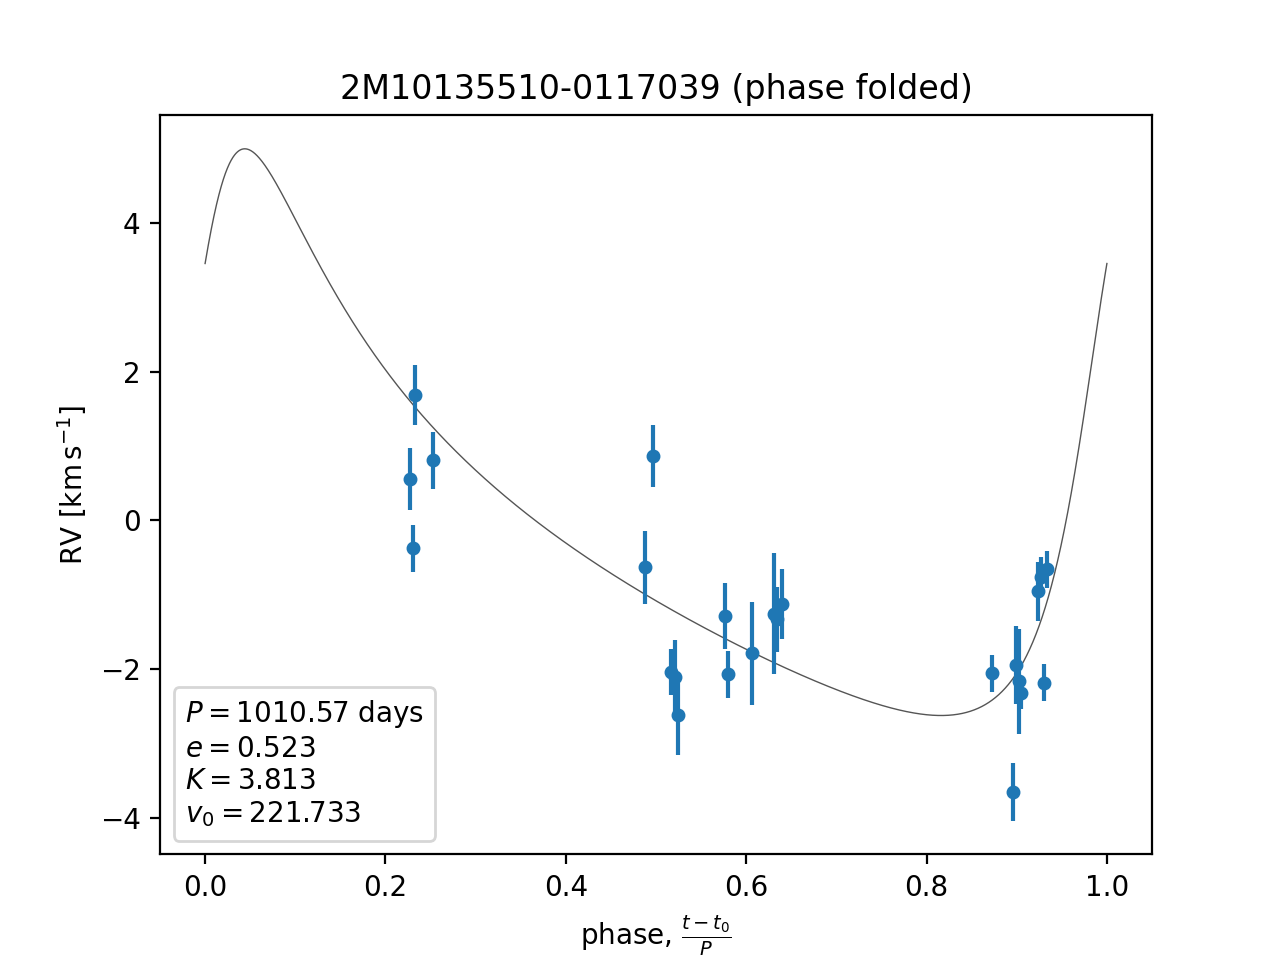 2M10135510-0117039 (phase folded)
RV [km s⁻¹]
4
2
0
−2
−4
P = 1010.57 days
e = 0.523
K = 3.813
v₀ = 221.733
0.0 0.2 0.4 0.6 0.8 1.0
phase, (t − t₀)/P